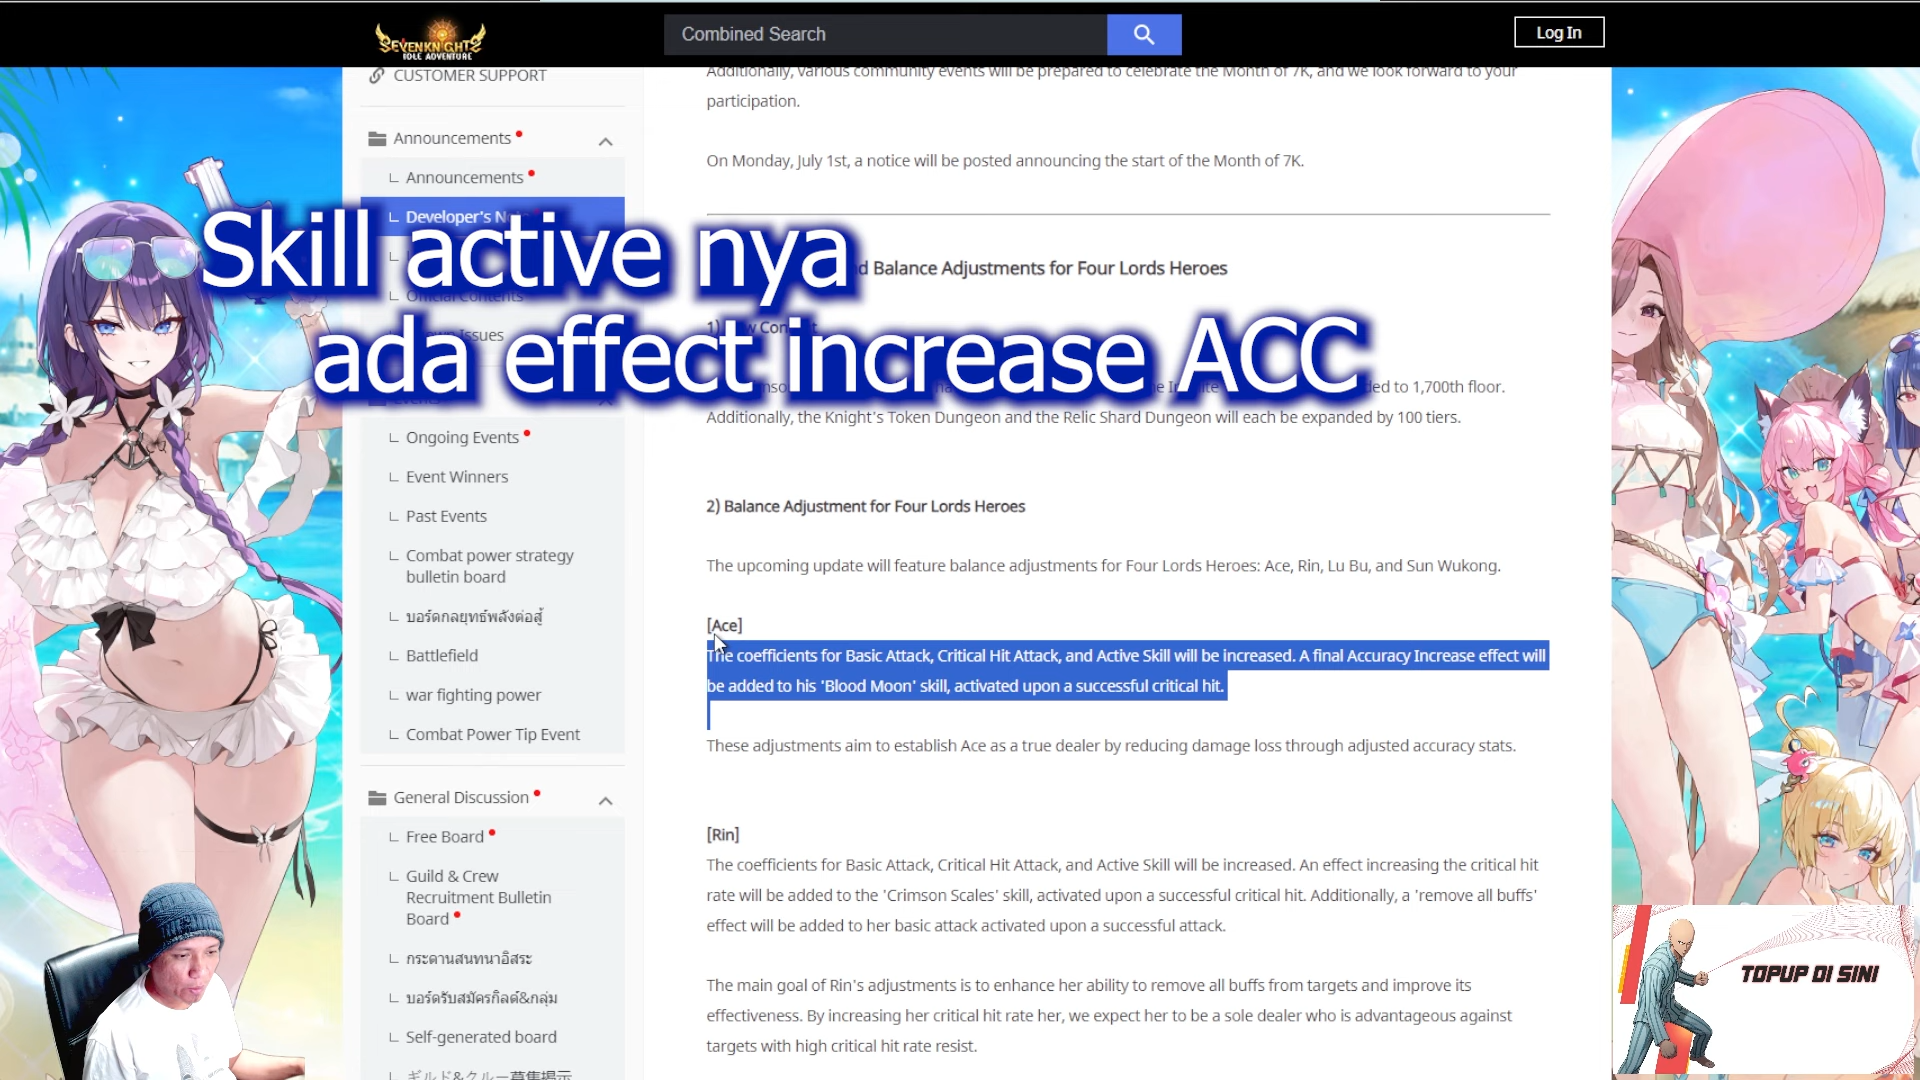 SEVENKNIGHTS
IDLE ADVENTURE
Combined Search
Log In
CUSTOMER SUPPORT
Announcements
Announcements
Developer's
Official Contents
Issues
Ongoing Events
Event Winners
Past Events
Combat power strategy
bulletin board
บอร์ดกลยุทธ์พลังต่อสู้
Battlefield
war fighting power
Combat Power Tip Event
General Discussion
Free Board
Guild & Crew
Recruitment Bulletin
Board
กระดานสนทนาอิสระ
บอร์ดรับสมัครกิลด์&กลุ่ม
Self-generated board
ギルド&クルー募集掲示
Skill active nya
ada effect increase ACC
Additionally, various community events will be prepared to celebrate the Month of 7K, and we look forward to your
participation.
On Monday, July 1st, a notice will be posted announcing the start of the Month of 7K.
Balance Adjustments for Four Lords Heroes
to 1,700th floor.
Additionally, the Knight's Token Dungeon and the Relic Shard Dungeon will each be expanded by 100 tiers.
2) Balance Adjustment for Four Lords Heroes
The upcoming update will feature balance adjustments for Four Lords Heroes: Ace, Rin, Lu Bu, and Sun Wukong.
[Ace]
The coefficients for Basic Attack, Critical Hit Attack, and Active Skill will be increased. A final Accuracy Increase effect will
be added to his 'Blood Moon' skill, activated upon a successful critical hit.
These adjustments aim to establish Ace as a true dealer by reducing damage loss through adjusted accuracy stats.
[Rin]
The coefficients for Basic Attack, Critical Hit Attack, and Active Skill will be increased. An effect increasing the critical hit
rate will be added to the 'Crimson Scales' skill, activated upon a successful critical hit. Additionally, a 'remove all buffs'
effect will be added to her basic attack activated upon a successful attack.
The main goal of Rin's adjustments is to enhance her ability to remove all buffs from targets and improve its
effectiveness. By increasing her critical hit rate her, we expect her to be a sole dealer who is advantageous against
targets with high critical hit rate resist.
TOPUP DI SINI